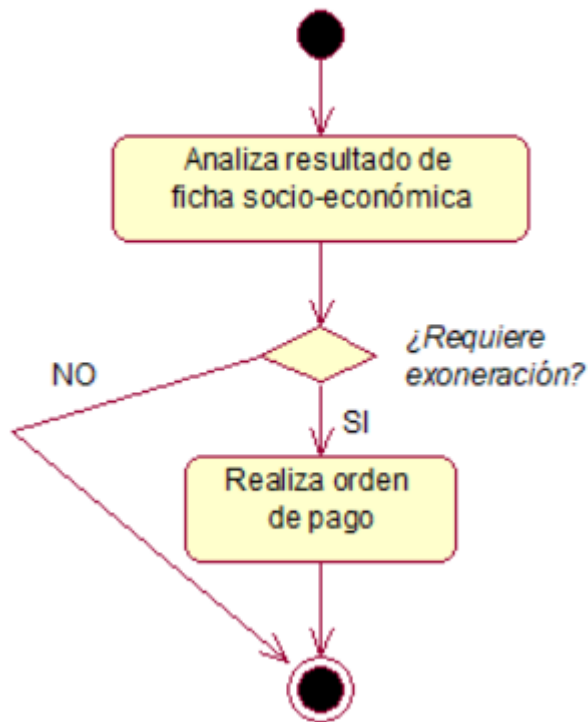 Analiza resultado de
ficha socio-económica
¿Requiere
exoneración?
NO
SI
Realiza orden
de pago